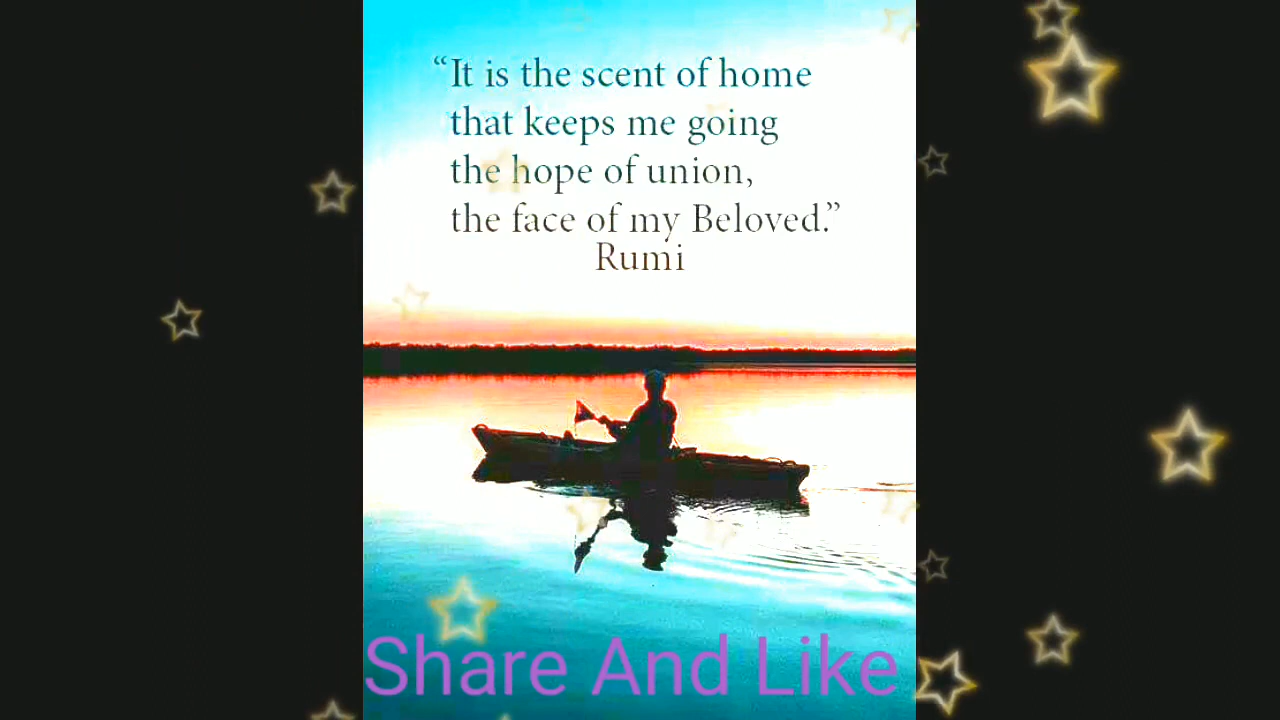 “It is the scent of home
that keeps me going
the hope of union,
the face of my Beloved.”
Rumi
Share And Like